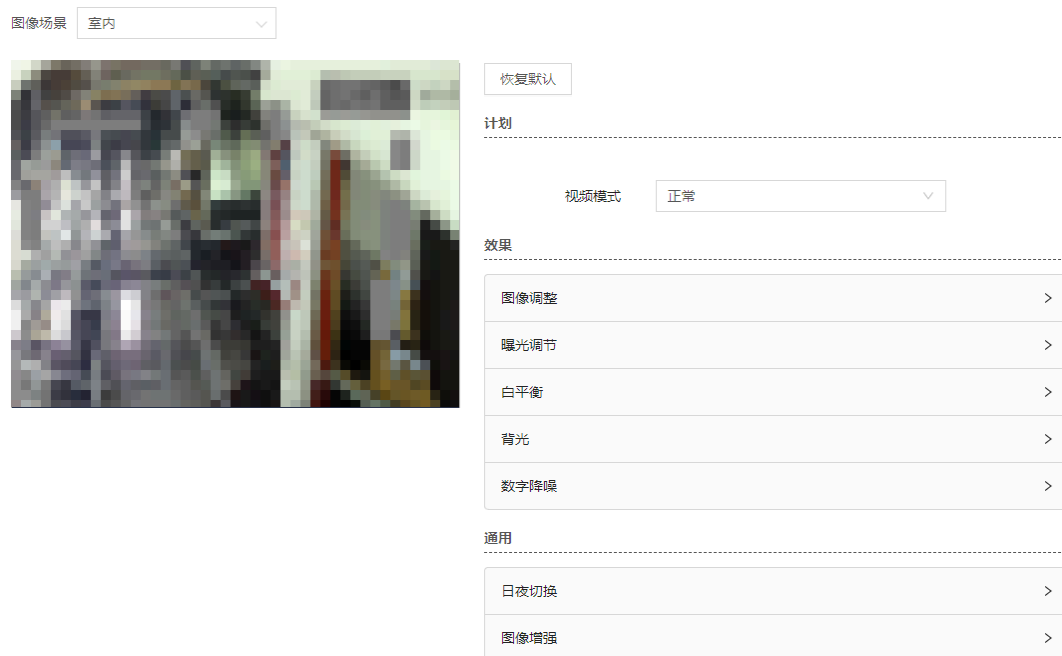 图像场景 室内
恢复默认
计划
视频模式 正常
效果
图像调整
曝光调节
白平衡
背光
数字降噪
通用
日夜切换
图像增强